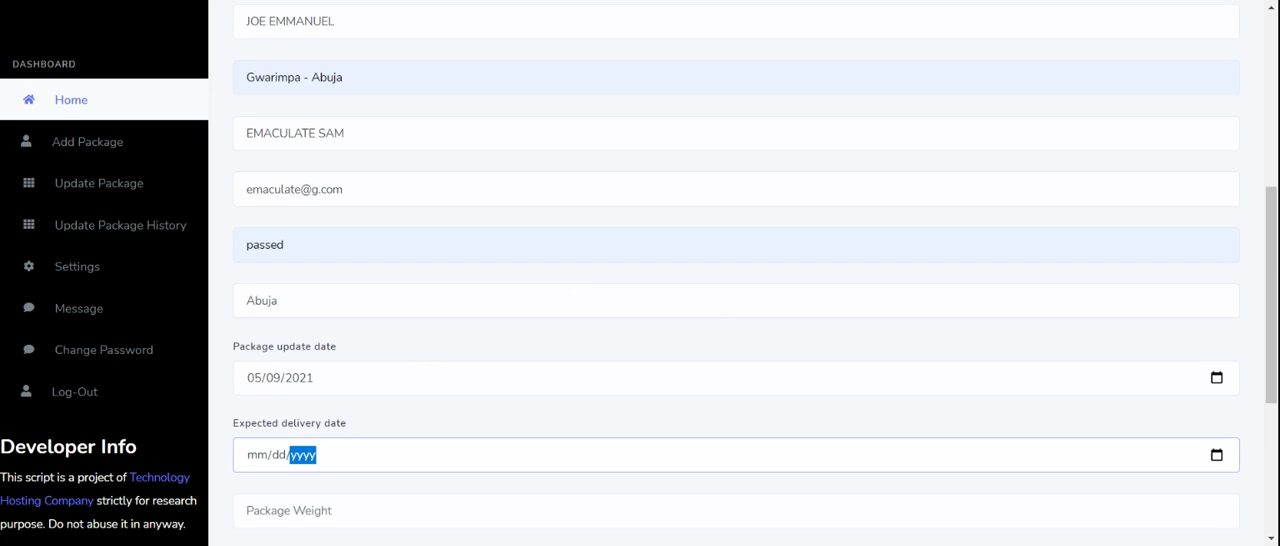 DASHBOARD
Home
Add Package
Update Package
Update Package History
Settings
Message
Change Password
Log-Out
Developer Info
This script is a project of Technology
Hosting Company strictly for research
purpose. Do not abuse it in anyway.
JOE EMMANUEL
Gwarimpa - Abuja
EMACULATE SAM
emaculate@g.com
passed
Abuja
Package update date
05/09/2021
Expected delivery date
mm/dd/yyyy
Package Weight